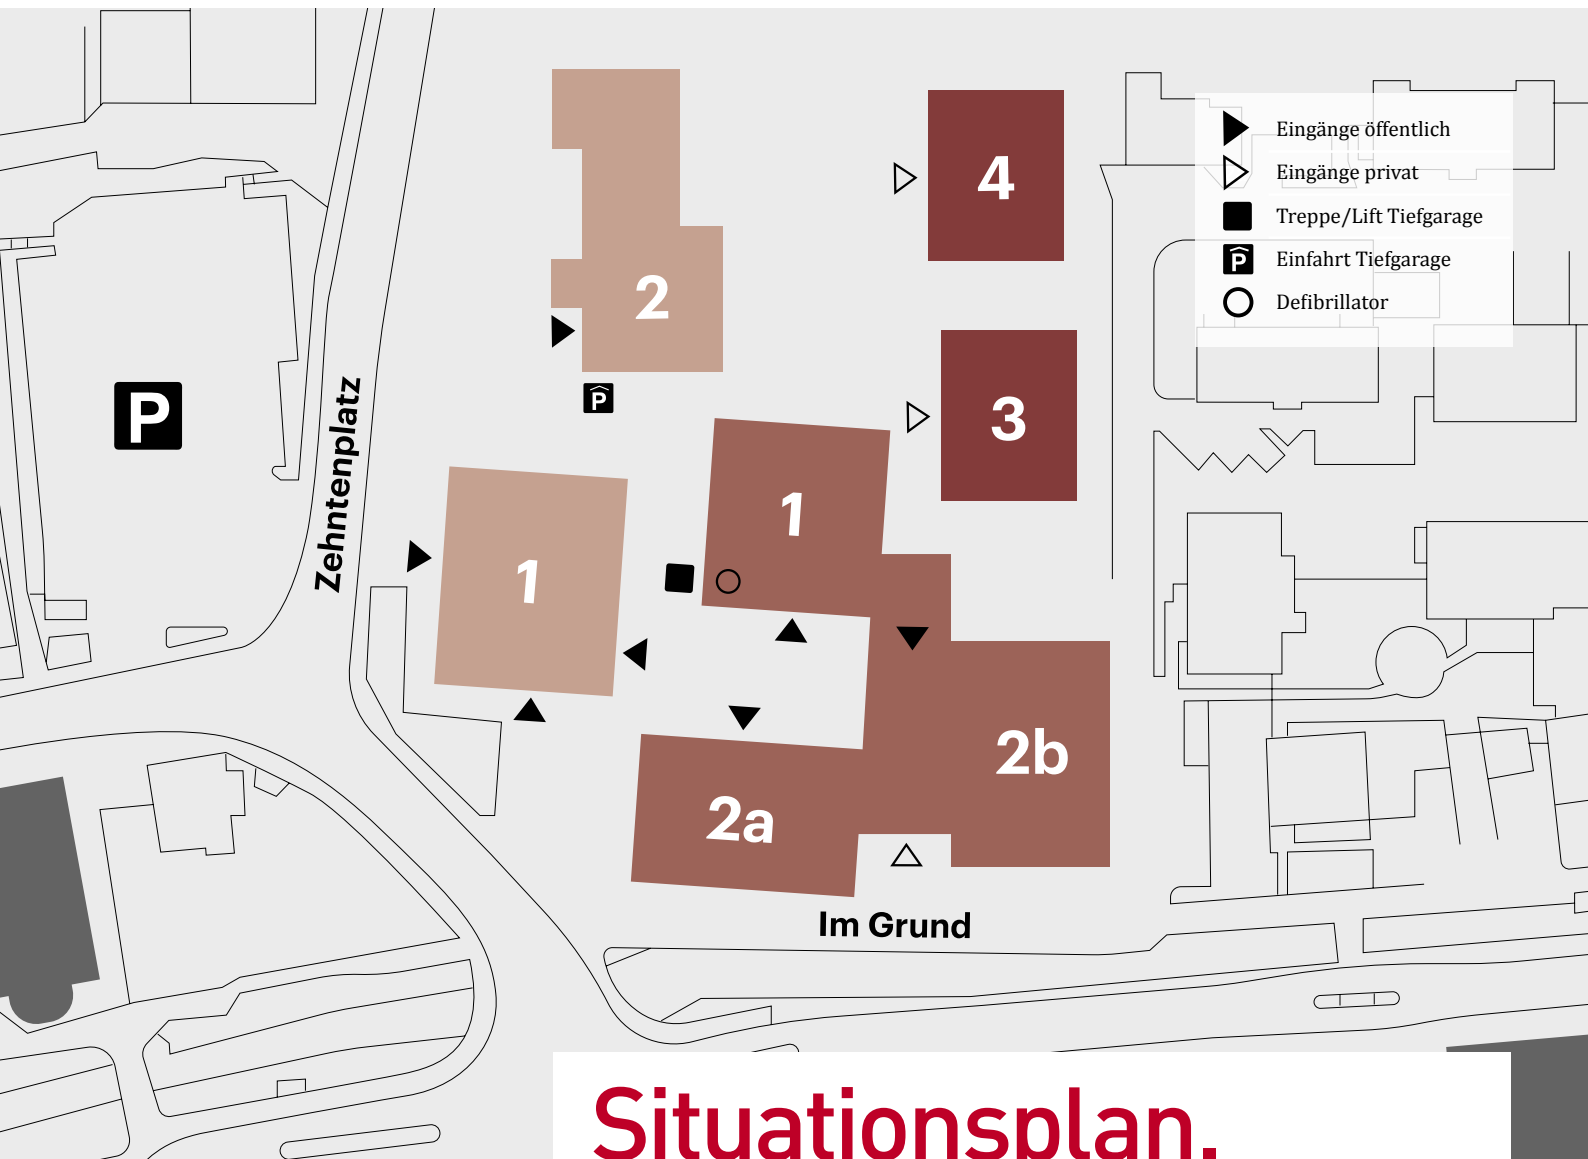 Eingänge öffentlich
Eingänge privat
Treppe/Lift Tiefgarage
P
Einfahrt Tiefgarage
Defibrillator
4
2
P
3
P
Zehntenplatz
1
1
2b
2a
Im Grund
Situationsplan.